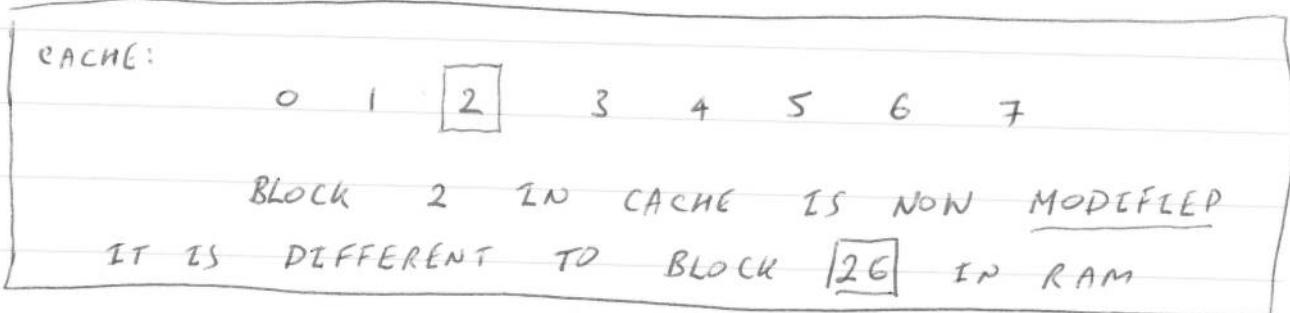 CACHE:
0 1 2 3 4 5 6 7
BLOCK 2 IN CACHE IS NOW MODIFIED
IT IS DIFFERENT TO BLOCK 26 IN RAM